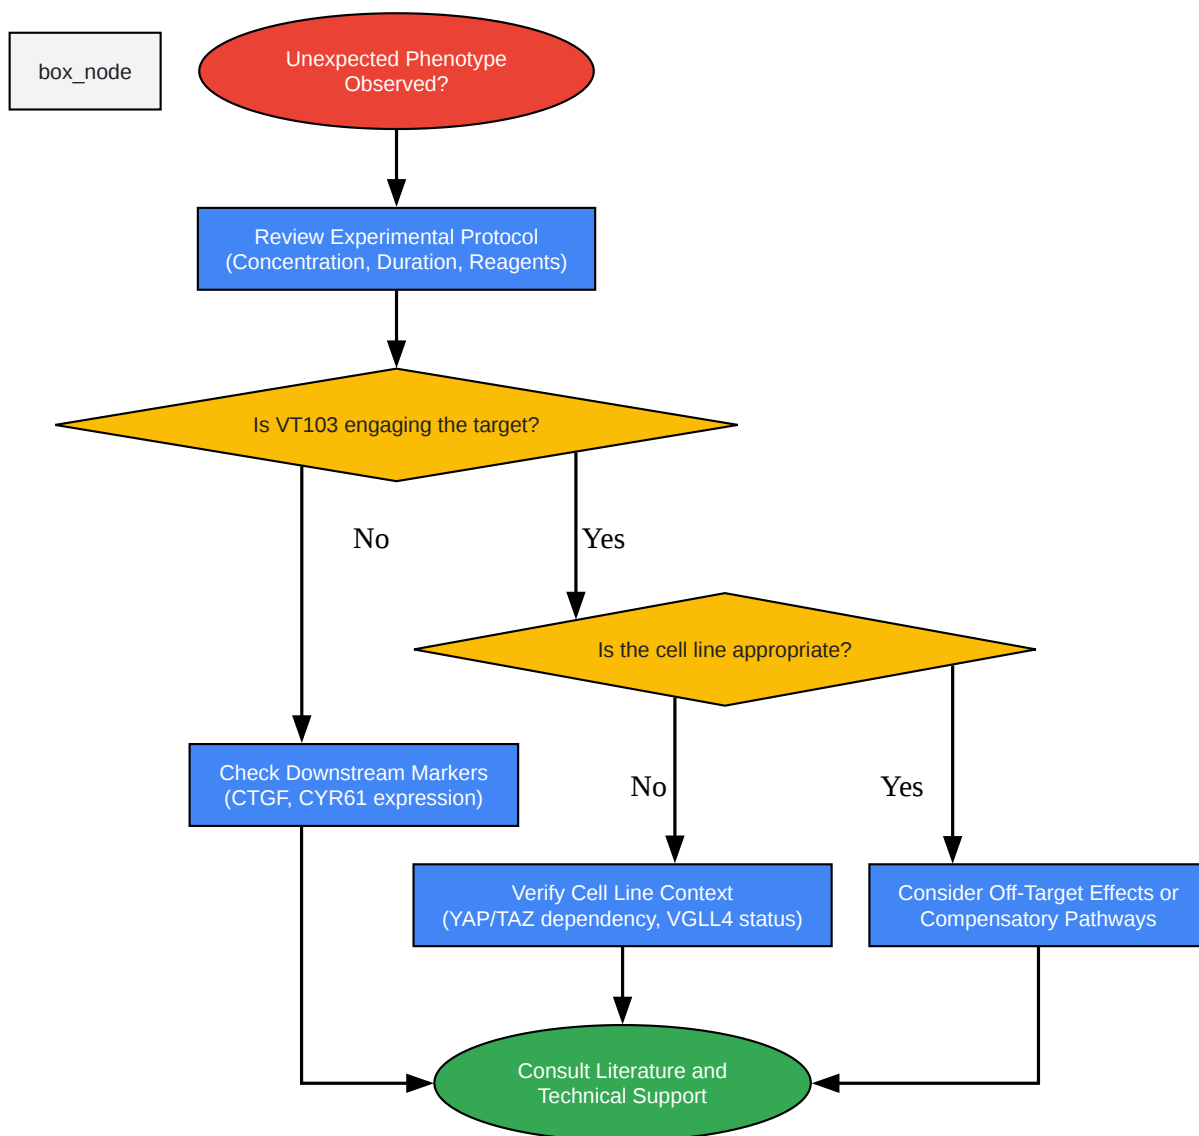 box_node
Unexpected Phenotype
Observed?
Review Experimental Protocol
(Concentration, Duration, Reagents)
Is VT103 engaging the target?
No
Yes
Is the cell line appropriate?
Check Downstream Markers
(CTGF, CYR61 expression)
No
Yes
Verify Cell Line Context
(YAP/TAZ dependency, VGLL4 status)
Consider Off-Target Effects or
Compensatory Pathways
Consult Literature and
Technical Support